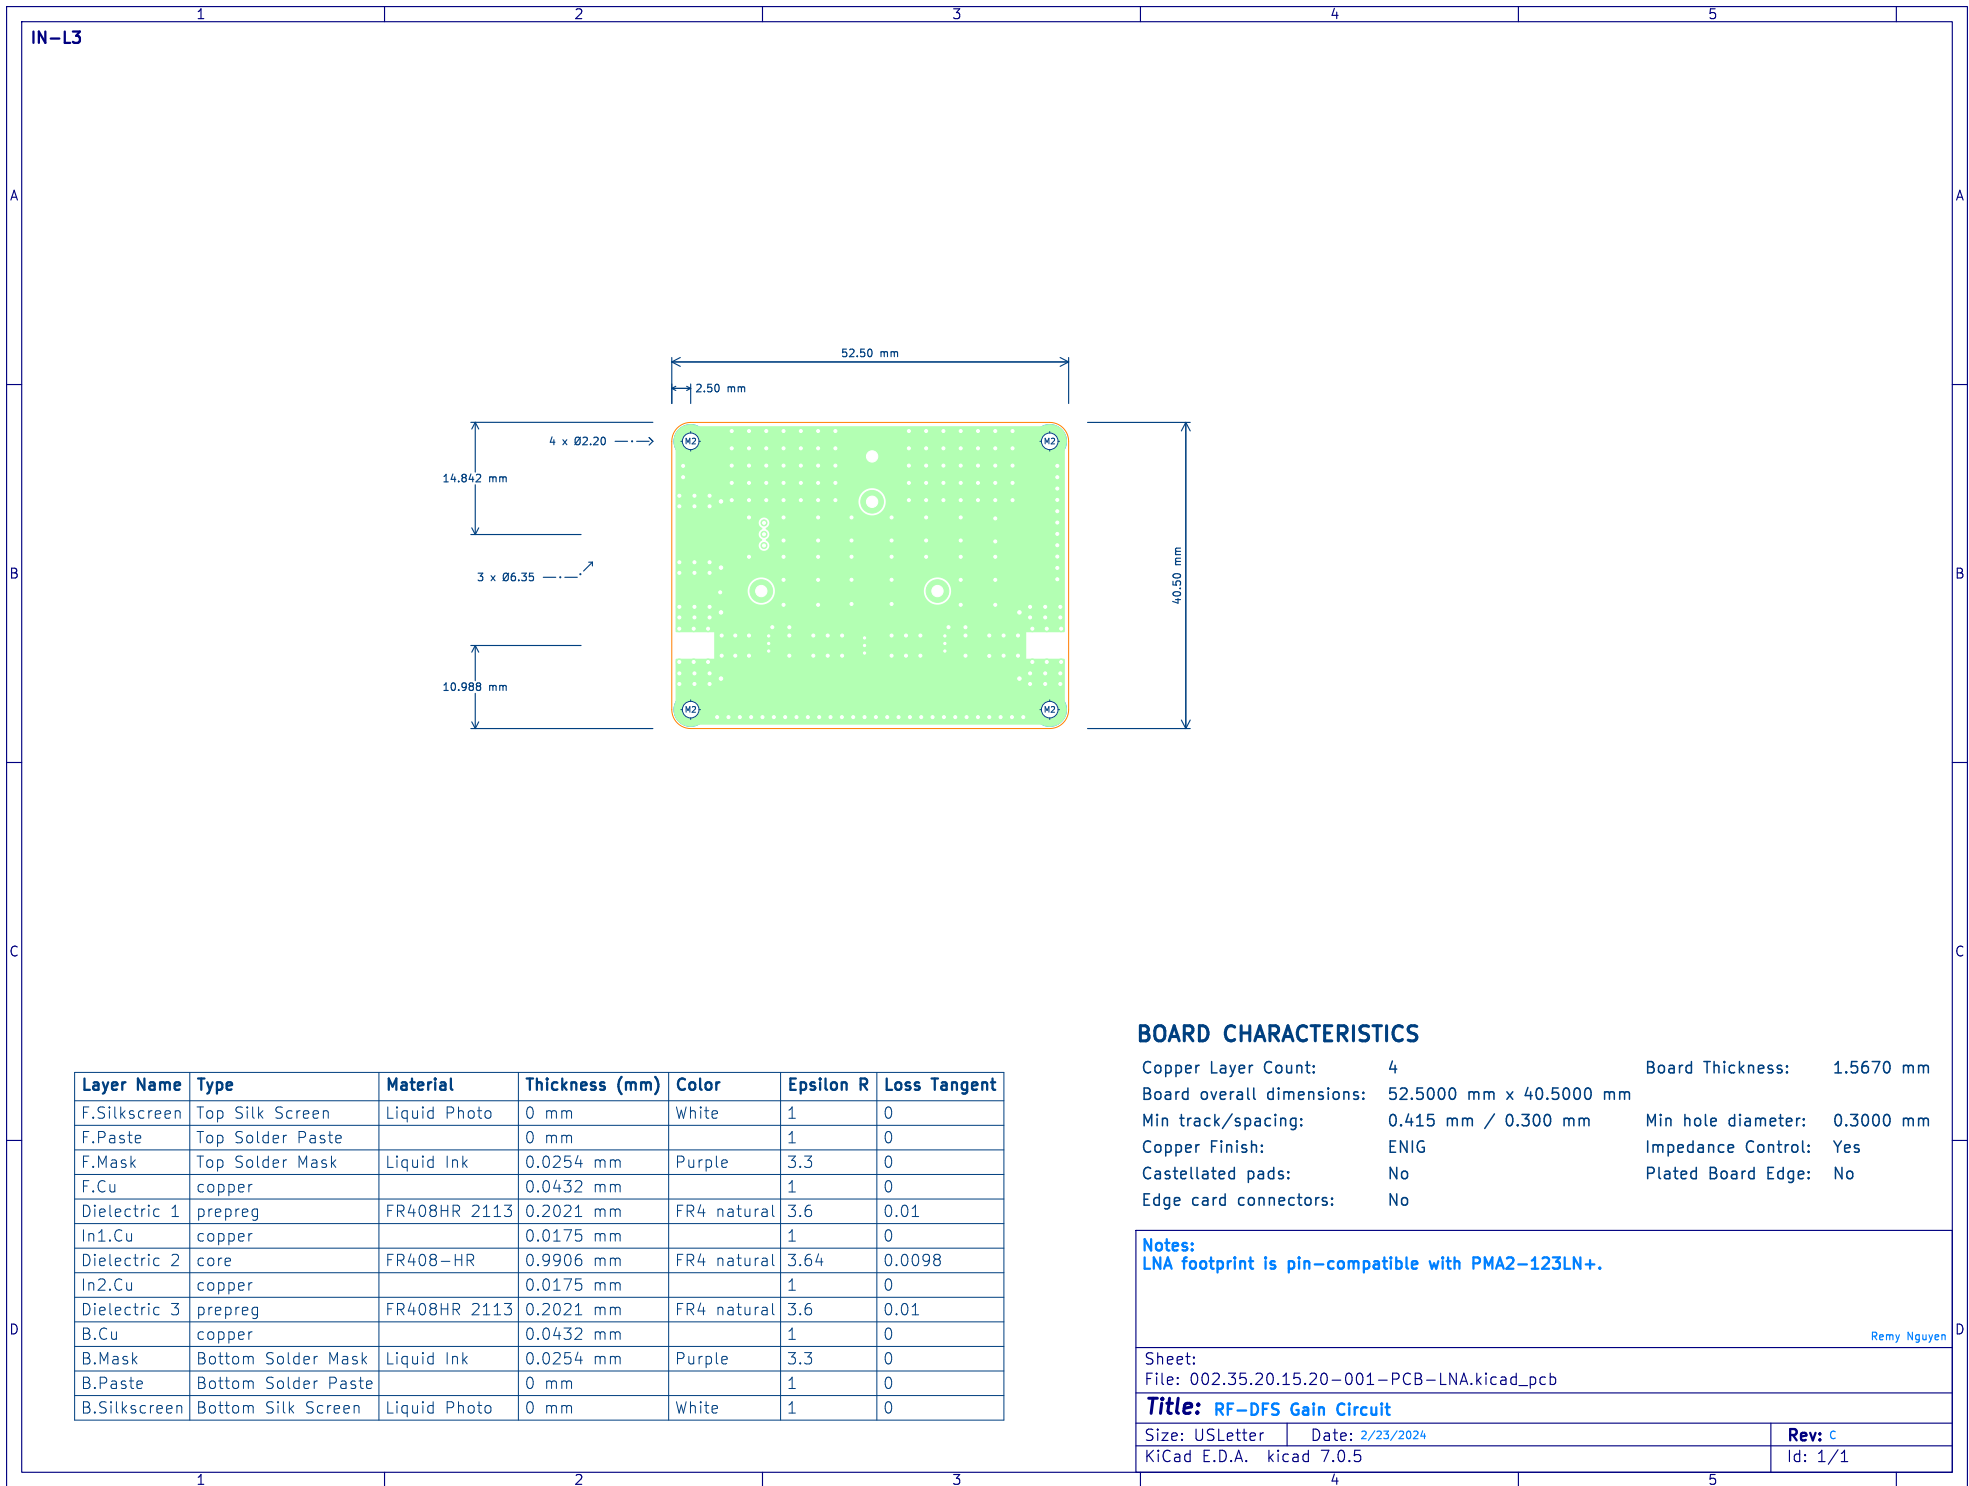 1 2 3 4 5
IN-L3
A A
52.50 mm
2.50 mm
4 x Ø2.20
M2 M2
14.842 mm
40.50 mm
B B
3 x Ø6.35
10.988 mm
M2 M2
C C
BOARD CHARACTERISTICS
Copper Layer Count: 4 Board Thickness: 1.5670 mm
Board overall dimensions: 52.5000 mm x 40.5000 mm
Min track/spacing: 0.415 mm / 0.300 mm Min hole diameter: 0.3000 mm
Copper Finish: ENIG Impedance Control: Yes
Castellated pads: No Plated Board Edge: No
Edge card connectors: No
Layer Name Type Material Thickness (mm) Color Epsilon R Loss Tangent
F.Silkscreen Top Silk Screen Liquid Photo 0 mm White 1 0
F.Paste Top Solder Paste 0 mm 1 0
F.Mask Top Solder Mask Liquid Ink 0.0254 mm Purple 3.3 0
F.Cu copper 0.0432 mm 1 0
Dielectric 1 prepreg FR408HR 2113 0.2021 mm FR4 natural 3.6 0.01
In1.Cu copper 0.0175 mm 1 0
Dielectric 2 core FR408-HR 0.9906 mm FR4 natural 3.64 0.0098
In2.Cu copper 0.0175 mm 1 0
Dielectric 3 prepreg FR408HR 2113 0.2021 mm FR4 natural 3.6 0.01
B.Cu copper 0.0432 mm 1 0
B.Mask Bottom Solder Mask Liquid Ink 0.0254 mm Purple 3.3 0
B.Paste Bottom Solder Paste 0 mm 1 0
B.Silkscreen Bottom Silk Screen Liquid Photo 0 mm White 1 0
Notes:
LNA footprint is pin-compatible with PMA2-123LN+.
D D
Remy Nguyen
Sheet:
File: 002.35.20.15.20-001-PCB-LNA.kicad_pcb
Title: RF-DFS Gain Circuit
Size: USLetter Date: 2/23/2024 Rev: C
KiCad E.D.A. kicad 7.0.5 Id: 1/1
1 2 3 4 5